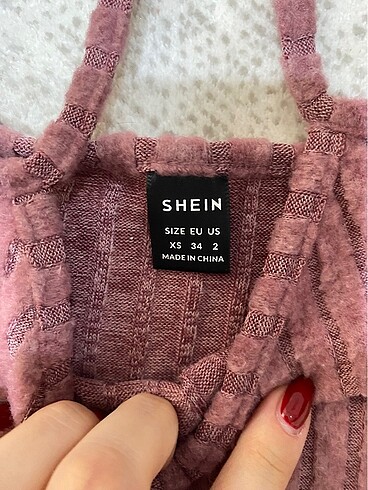 SHEIN
SIZE EU US
XS 34 2
MADE IN CHINA